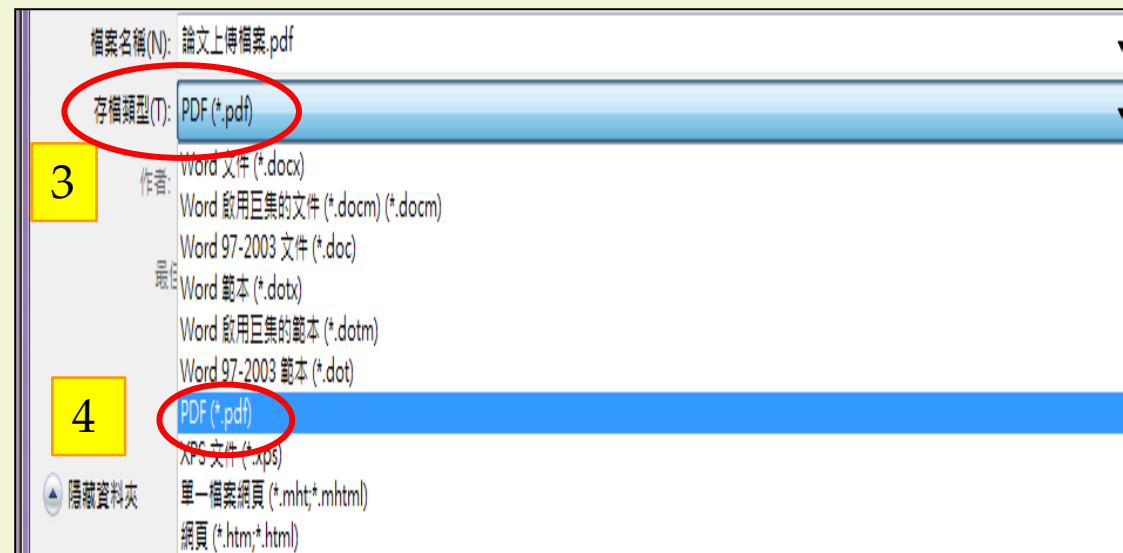 檔案名稱(N): 論文上傳檔案.pdf
存檔類型(T): PDF (*.pdf)
3
作者:
Word 文件 (*.docx)
Word 啟用巨集的文件 (*.docm) (*.docm)
Word 97-2003 文件 (*.doc)
最佳
Word 範本 (*.dotx)
Word 啟用巨集的範本 (*.dotm)
Word 97-2003 範本 (*.dot)
4
PDF (*.pdf)
XPS 文件 (*.xps)
隱藏資料夾
單一檔案網頁 (*.mht;*.mhtml)
網頁 (*.htm;*.html)